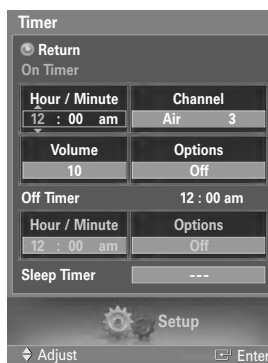 Timer
Return
On Timer
Hour / Minute Channel
12 : 00 am Air 3
Volume Options
10 Off
Off Timer 12 : 00 am
Hour / Minute Options
12 : 00 am Off
Sleep Timer ---
Setup
Adjust Enter